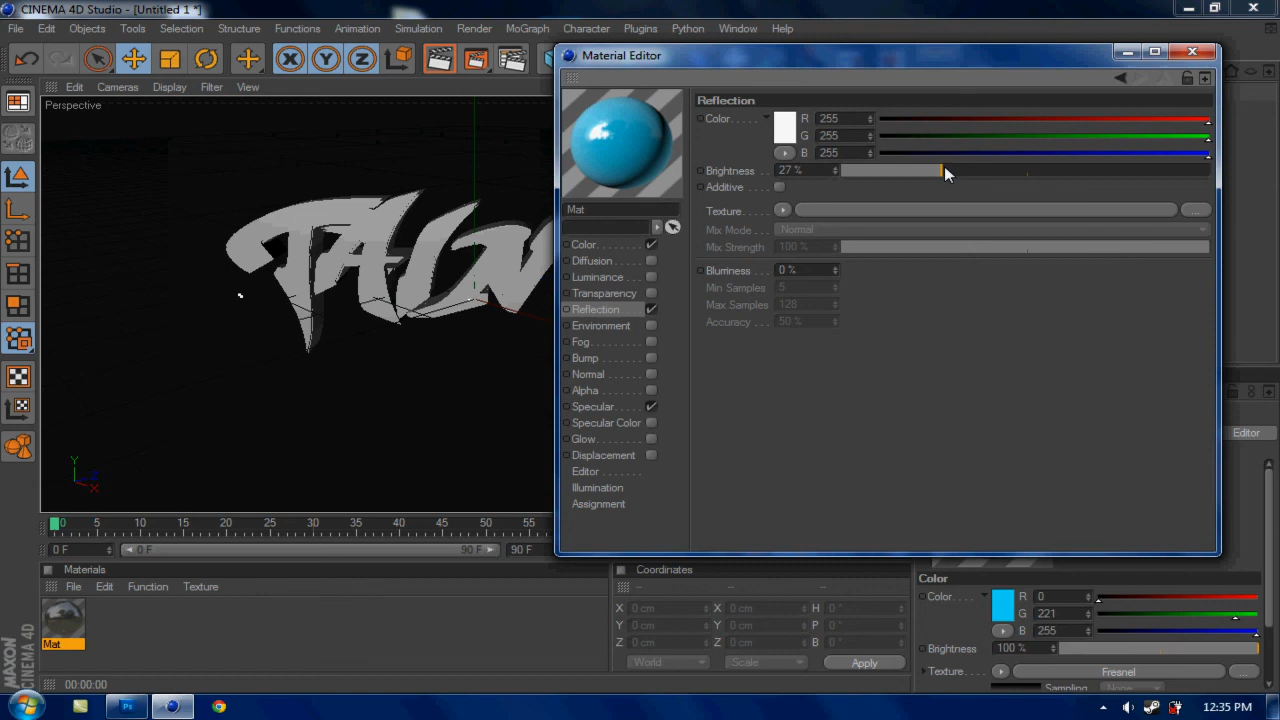 CINEMA 4D Studio - [Untitled 1 *]
File Edit Objects Tools Selection Structure Functions Animation Simulation Render MoGraph Character Plugins Python Window Help
Material Editor
X Y Z
Edit Cameras Display Filter View
Perspective
Reflection
Color. . . . . R 255
G 255
B 255
Brightness 27 %
Additive
Mat
Texture . . . ...
Mix Mode Normal
Mix Strength 100 %
Blurriness . . 0 %
Min Samples 5
Max Samples 128
Accuracy . . . 50 %
Color. . . . . . . .
Diffusion . . . . .
Luminance . . .
Transparency
Reflection . . .
Environment
Fog. . . . . . . . .
Bump . . . . . . .
Normal . . . . . .
Alpha . . . . . . .
Specular. . . . .
Specular Color
Glow. . . . . . . .
Displacement
Editor . . . . . . .
Illumination
Assignment
Editor
TALN
Y
Z
X
0 5 10 15 20 25 30 35 40 45 50 55
0 F 0 F 90 F 90 F
Materials
File Edit Function Texture
Mat
Coordinates
-- -- --
X 0 cm X 0 cm H 0 °
Y 0 cm Y 0 cm P 0 °
Z 0 cm Z 0 cm B 0 °
World Scale Apply
Color
Color. . . . R 0
G 221
B 255
Brightness 100 %
Texture . . . Fresnel ...
Sampling None
MAXON
CINEMA 4D
00:00:00
Ps
12:35 PM